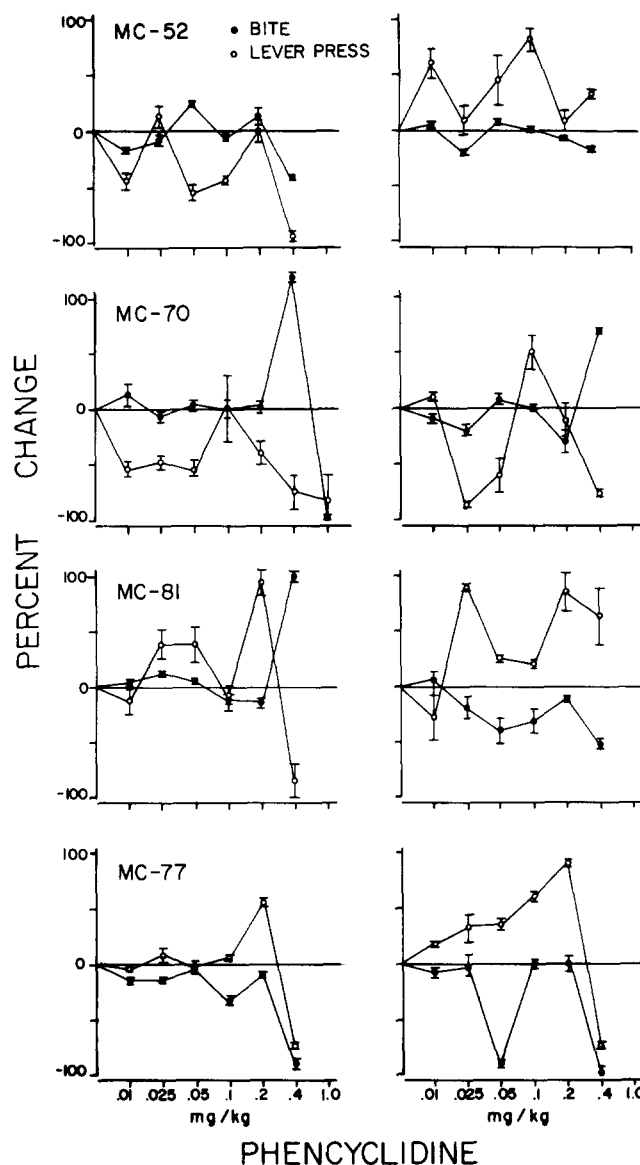 MC-52
● BITE
○ LEVER PRESS
100
0
-100
MC-70
100
0
-100
MC-81
100
0
-100
MC-77
100
0
-100
PERCENT CHANGE
.01 .025 .05 .1 .2 .4 1.0
mg/kg
.01 .025 .05 .1 .2 .4 1.0
mg/kg
PHENCYCLIDINE